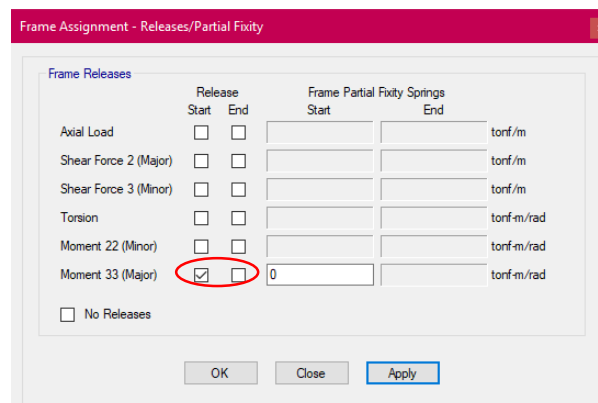 Frame Assignment - Releases/Partial Fixity
Frame Releases
Release Frame Partial Fixity Springs
Start End Start End
Axial Load tonf/m
Shear Force 2 (Major) tonf/m
Shear Force 3 (Minor) tonf/m
Torsion tonf-m/rad
Moment 22 (Minor) tonf-m/rad
Moment 33 (Major) 0 tonf-m/rad
No Releases
OK Close Apply